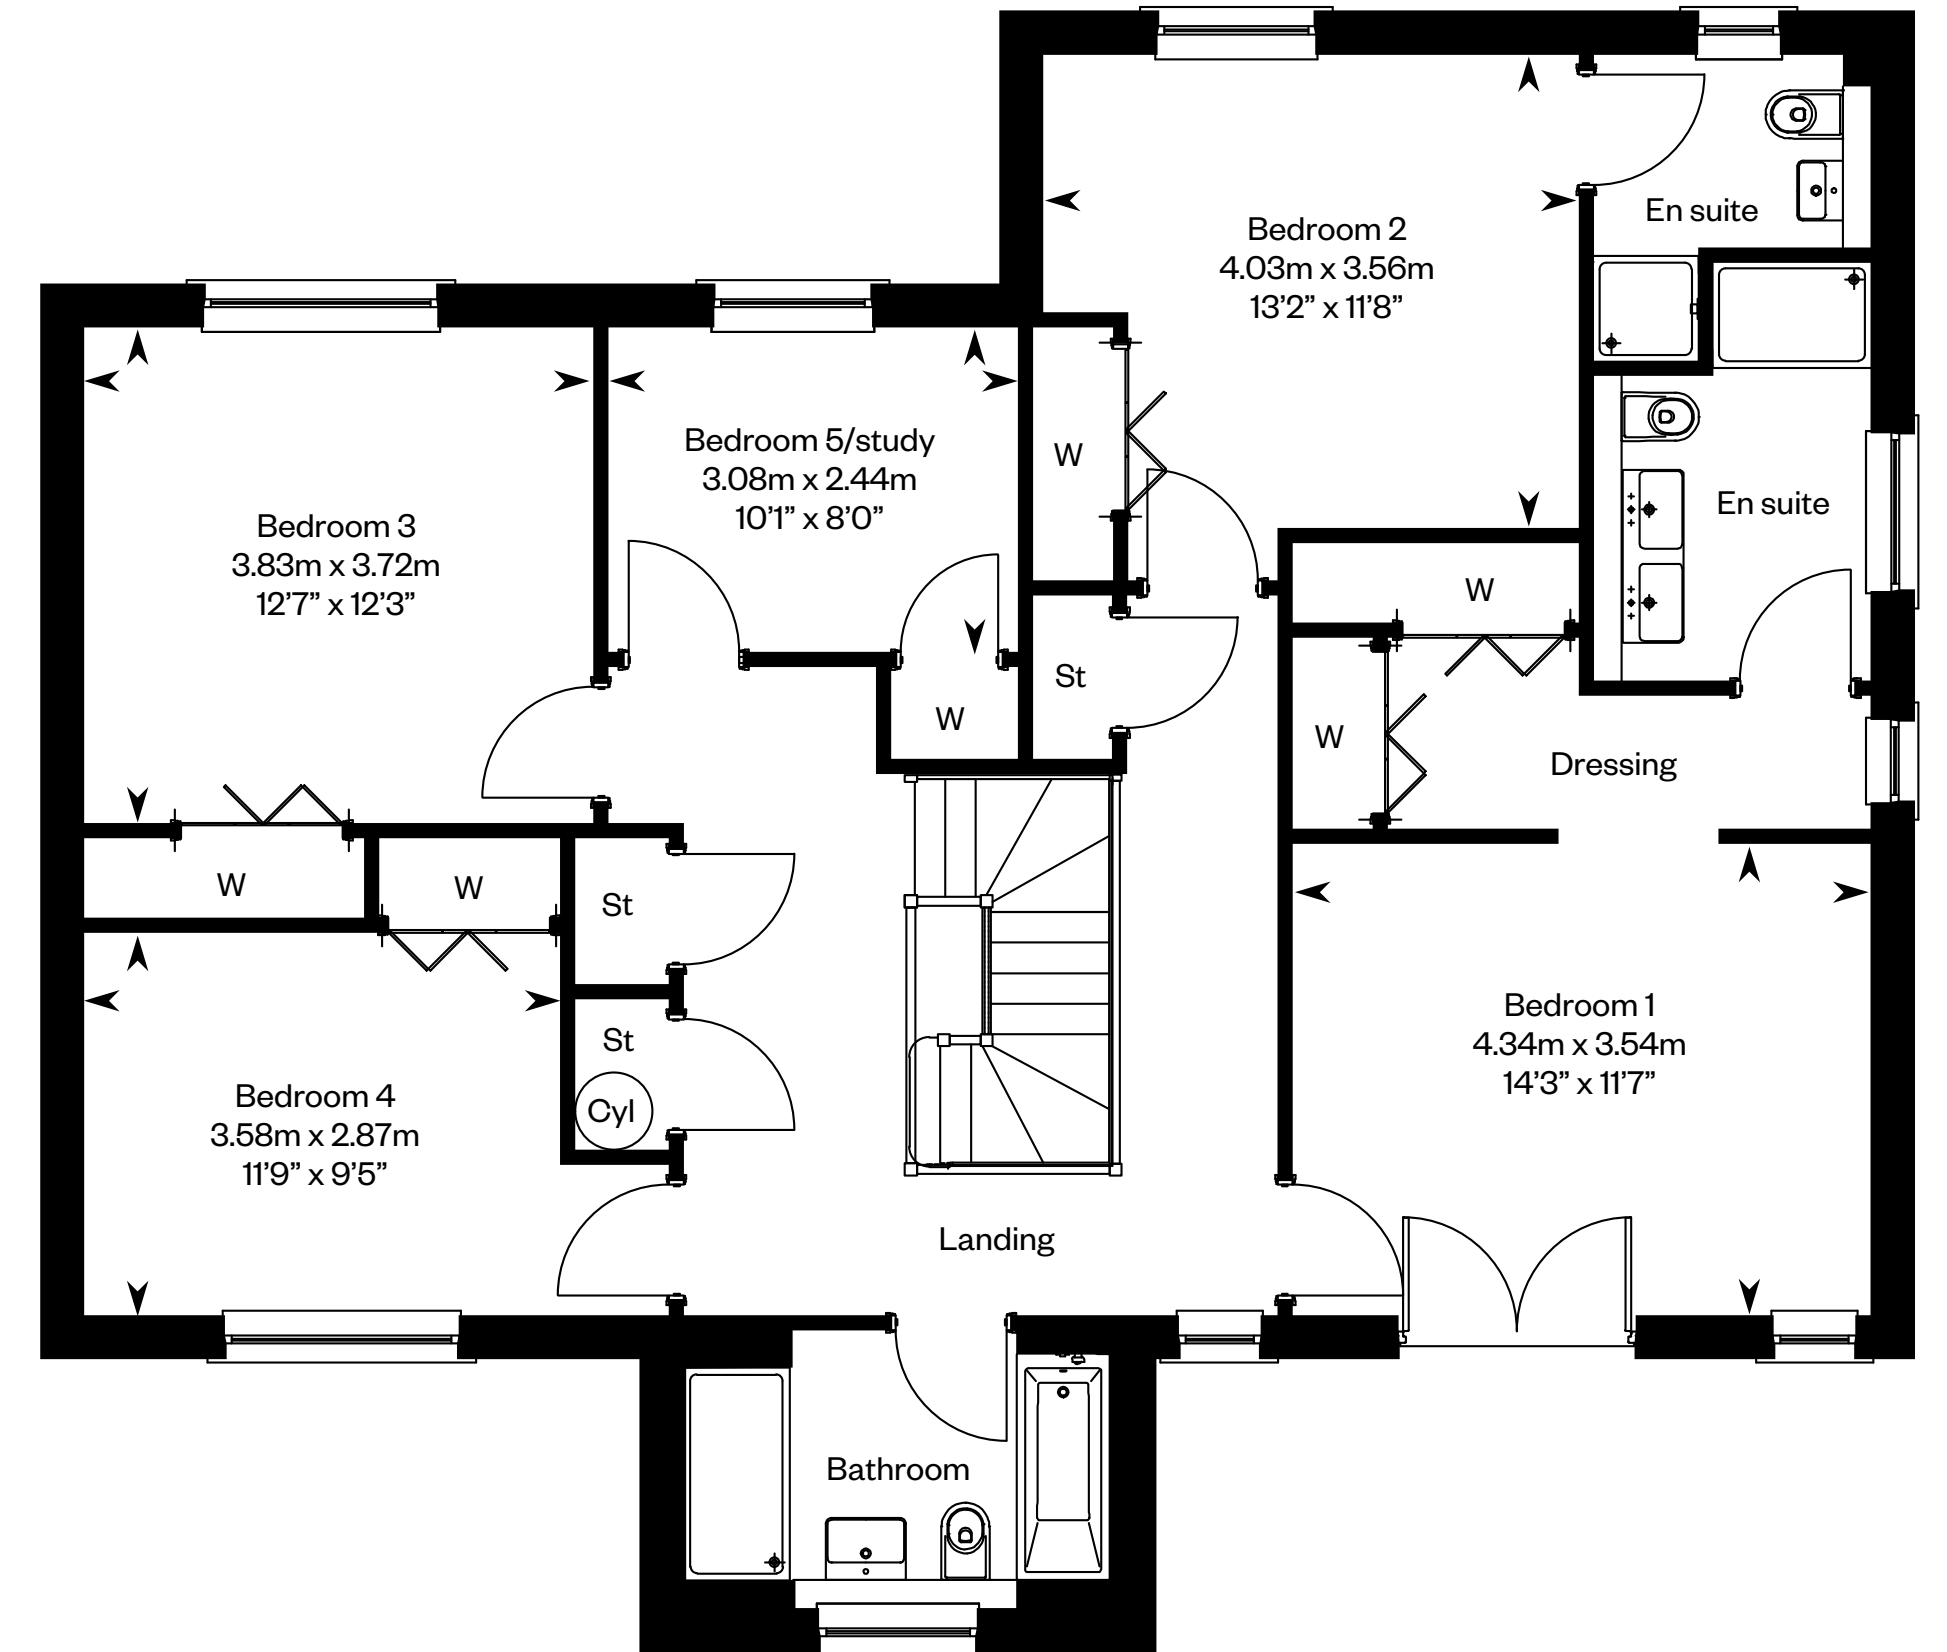 En suite
Bedroom 2
4.03m x 3.56m
13’2” x 11’8”
Bedroom 5/study
3.08m x 2.44m
10’1” x 8’0”
W
Bedroom 3
3.83m x 3.72m
12’7” x 12’3”
En suite
W
St
W
W
Dressing
W
W
St
Bedroom 1
4.34m x 3.54m
14’3” x 11’7”
St
Cyl
Bedroom 4
3.58m x 2.87m
11’9” x 9’5”
Landing
Bathroom